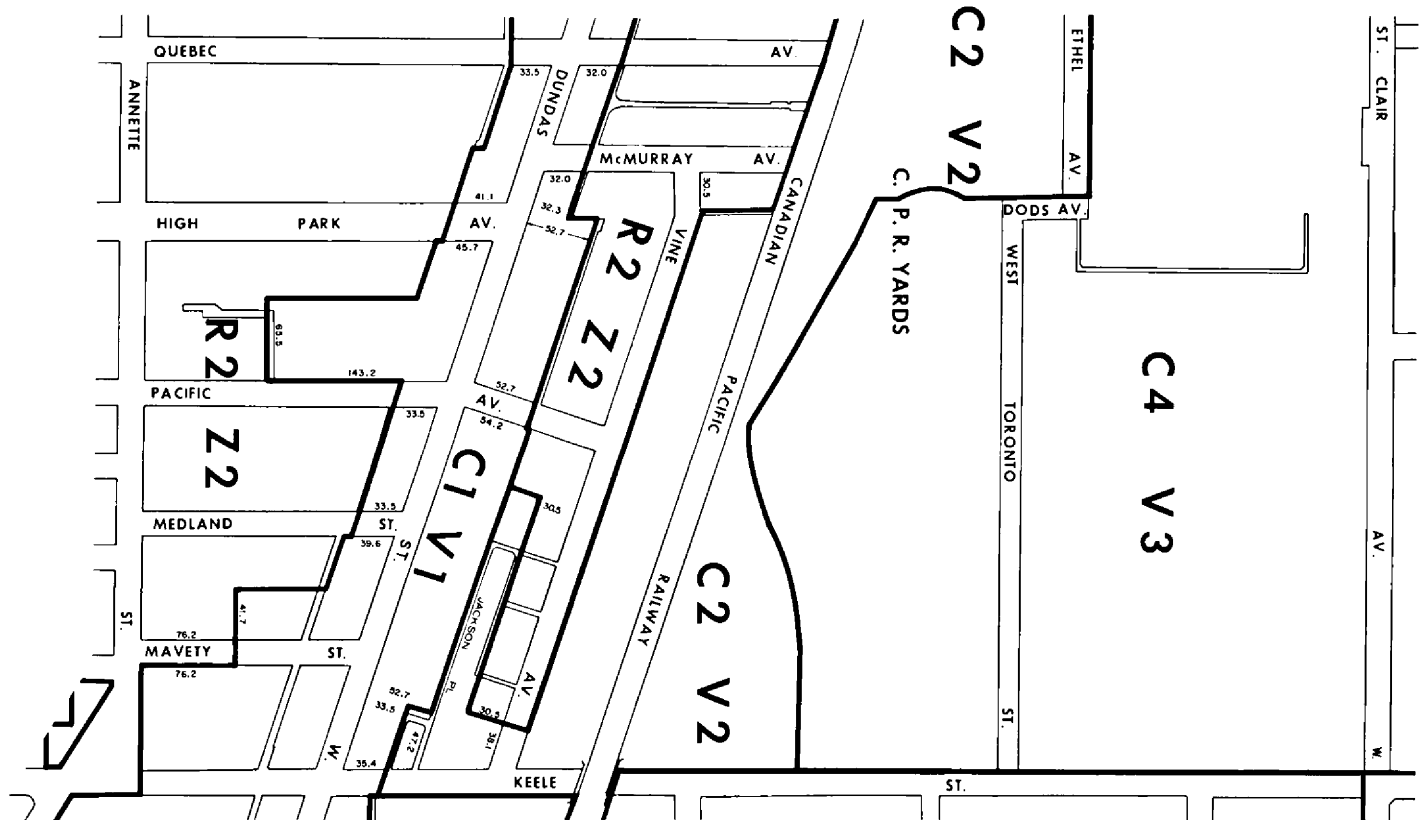 QUEBEC AV.
ANNETTE ST.
DUNDAS ST. W.
ETHEL AV.
ST. CLAIR AV. W.
C2 V2
33.5
32.0
McMURRAY AV.
32.0
30.5
C. P. R. YARDS
DODS AV.
41.1
32.3
52.7
HIGH PARK AV.
45.7
R2 Z2
VINE AV.
CANADIAN PACIFIC RAILWAY
WEST TORONTO ST.
R2 Z2
65.5
143.2
PACIFIC AV.
52.7
33.5
54.2
C4 V3
C1 V1
30.5
33.5
MEDLAND ST.
39.6
C2 V2
JACKSON PL.
41.7
76.2
MAVETY ST.
76.2
52.7
33.5
30.5
47.2
38.1
35.4
KEELE ST.